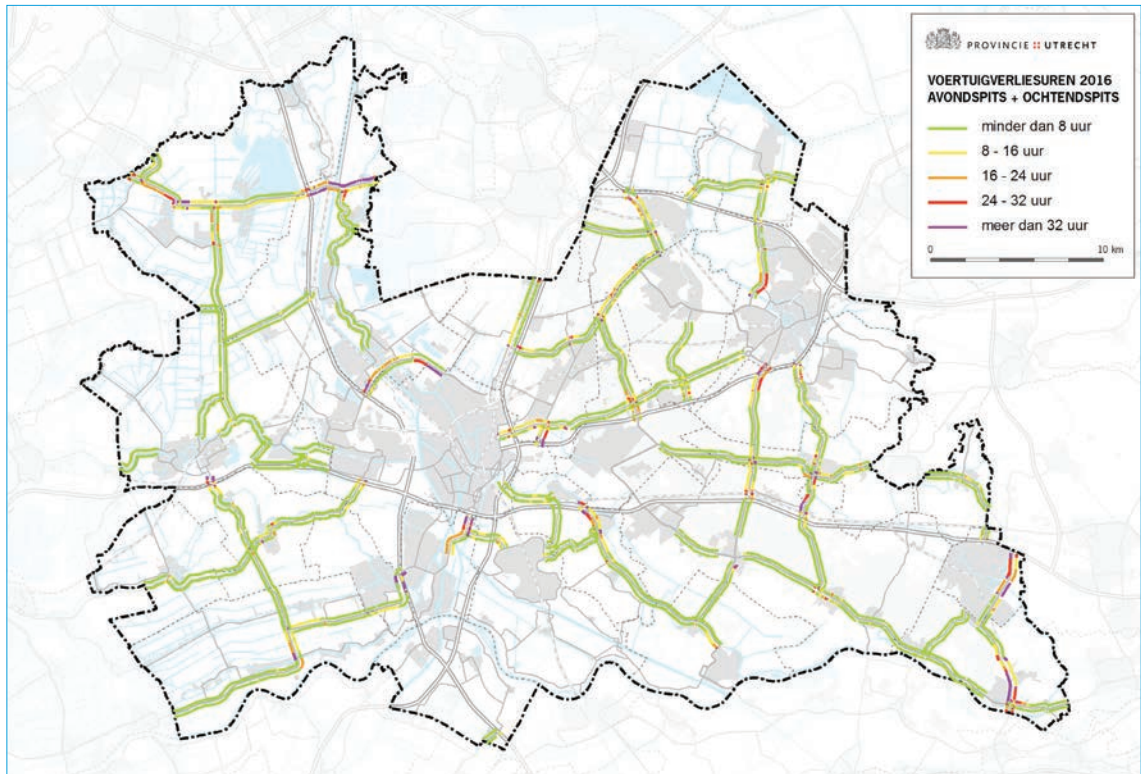 PROVINCIE UTRECHT
VOERTUIGVERLIESUREN 2016
AVONDSPITS + OCHTENDSPITS
minder dan 8 uur
8 - 16 uur
16 - 24 uur
24 - 32 uur
meer dan 32 uur
0 10 km